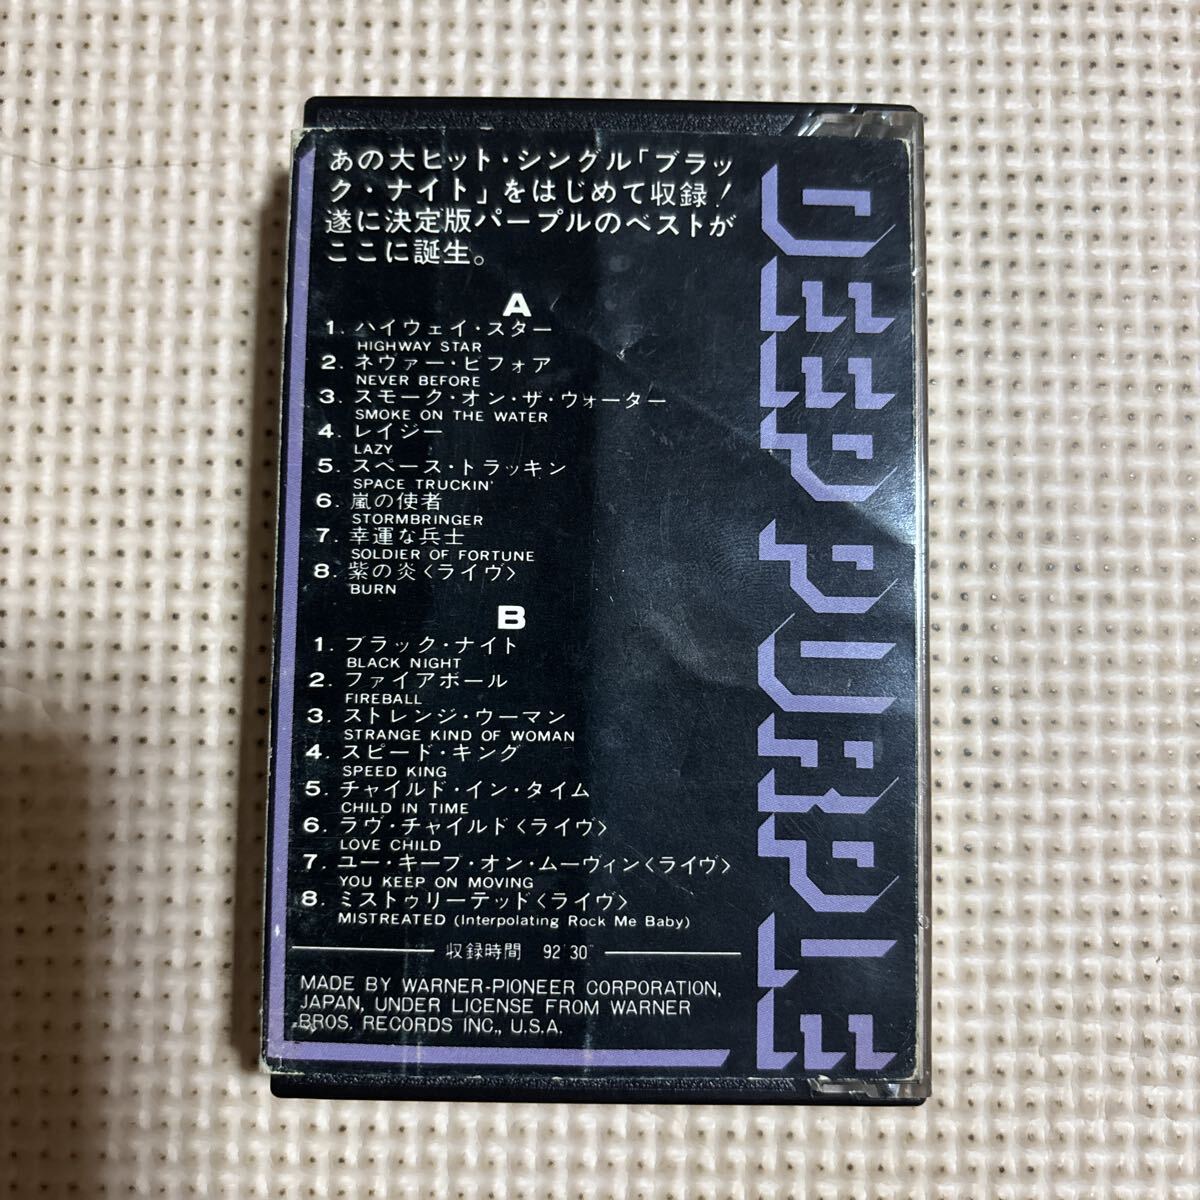 あの大ヒット・シングル「ブラッ
ク・ナイト」をはじめて収録！
遂に決定版パープルのベストが
ここに誕生。
A
1. ハイウェイ・スター
HIGHWAY STAR
2. ネヴァー・ビフォア
NEVER BEFORE
3. スモーク・オン・ザ・ウォーター
SMOKE ON THE WATER
4. レイジー
LAZY
5. スペース・トラッキン
SPACE TRUCKIN'
6. 嵐の使者
STORMBRINGER
7. 幸運な兵士
SOLDIER OF FORTUNE
8. 紫の炎〈ライヴ〉
BURN
B
1. ブラック・ナイト
BLACK NIGHT
2. ファイアボール
FIREBALL
3. ストレンジ・ウーマン
STRANGE KIND OF WOMAN
4. スピード・キング
SPEED KING
5. チャイルド・イン・タイム
CHILD IN TIME
6. ラヴ・チャイルド〈ライヴ〉
LOVE CHILD
7. ユー・キープ・オン・ムーヴィン〈ライヴ〉
YOU KEEP ON MOVING
8. ミストゥリーテッド〈ライヴ〉
MISTREATED (Interpolating Rock Me Baby)
収録時間 92'30"
MADE BY WARNER-PIONEER CORPORATION,
JAPAN, UNDER LICENSE FROM WARNER
BROS. RECORDS INC., U.S.A.
DEEP PURPLE